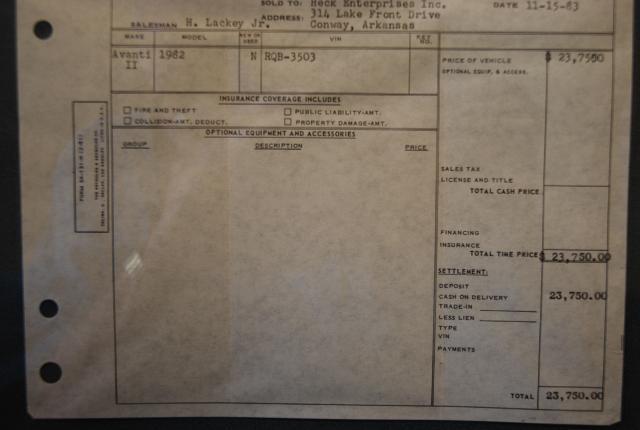 SOLD TO: Heck Enterprises Inc. DATE 11-15-83
SALESMAN H. Lackey Jr. ADDRESS: 314 Lake Front Drive
Conway, Arkansas
MAKE MODEL NEW OR USED VIN KEY NO.
Avanti II 1982 N RQB-3503
PRICE OF VEHICLE $ 23,7500
OPTIONAL EQUIP. & ACCESS.
INSURANCE COVERAGE INCLUDES
FIRE AND THEFT PUBLIC LIABILITY-AMT.
COLLISION-AMT. DEDUCT. PROPERTY DAMAGE-AMT.
OPTIONAL EQUIPMENT AND ACCESSORIES
GROUP DESCRIPTION PRICE
SALES TAX
LICENSE AND TITLE
TOTAL CASH PRICE
FINANCING
INSURANCE
TOTAL TIME PRICE $ 23,750.00
SETTLEMENT:
DEPOSIT
CASH ON DELIVERY 23,750.00
TRADE-IN
LESS LIEN
TYPE
VIN
PAYMENTS
TOTAL 23,750.00